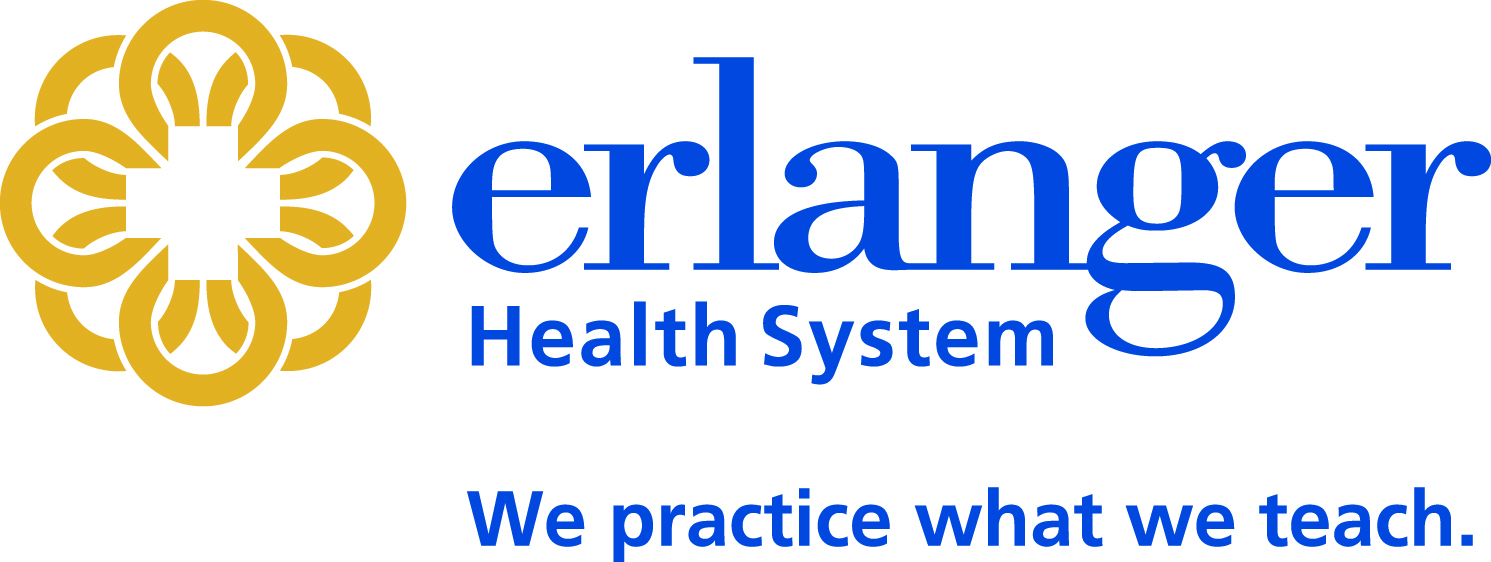 erlanger
Health System
We practice what we teach.